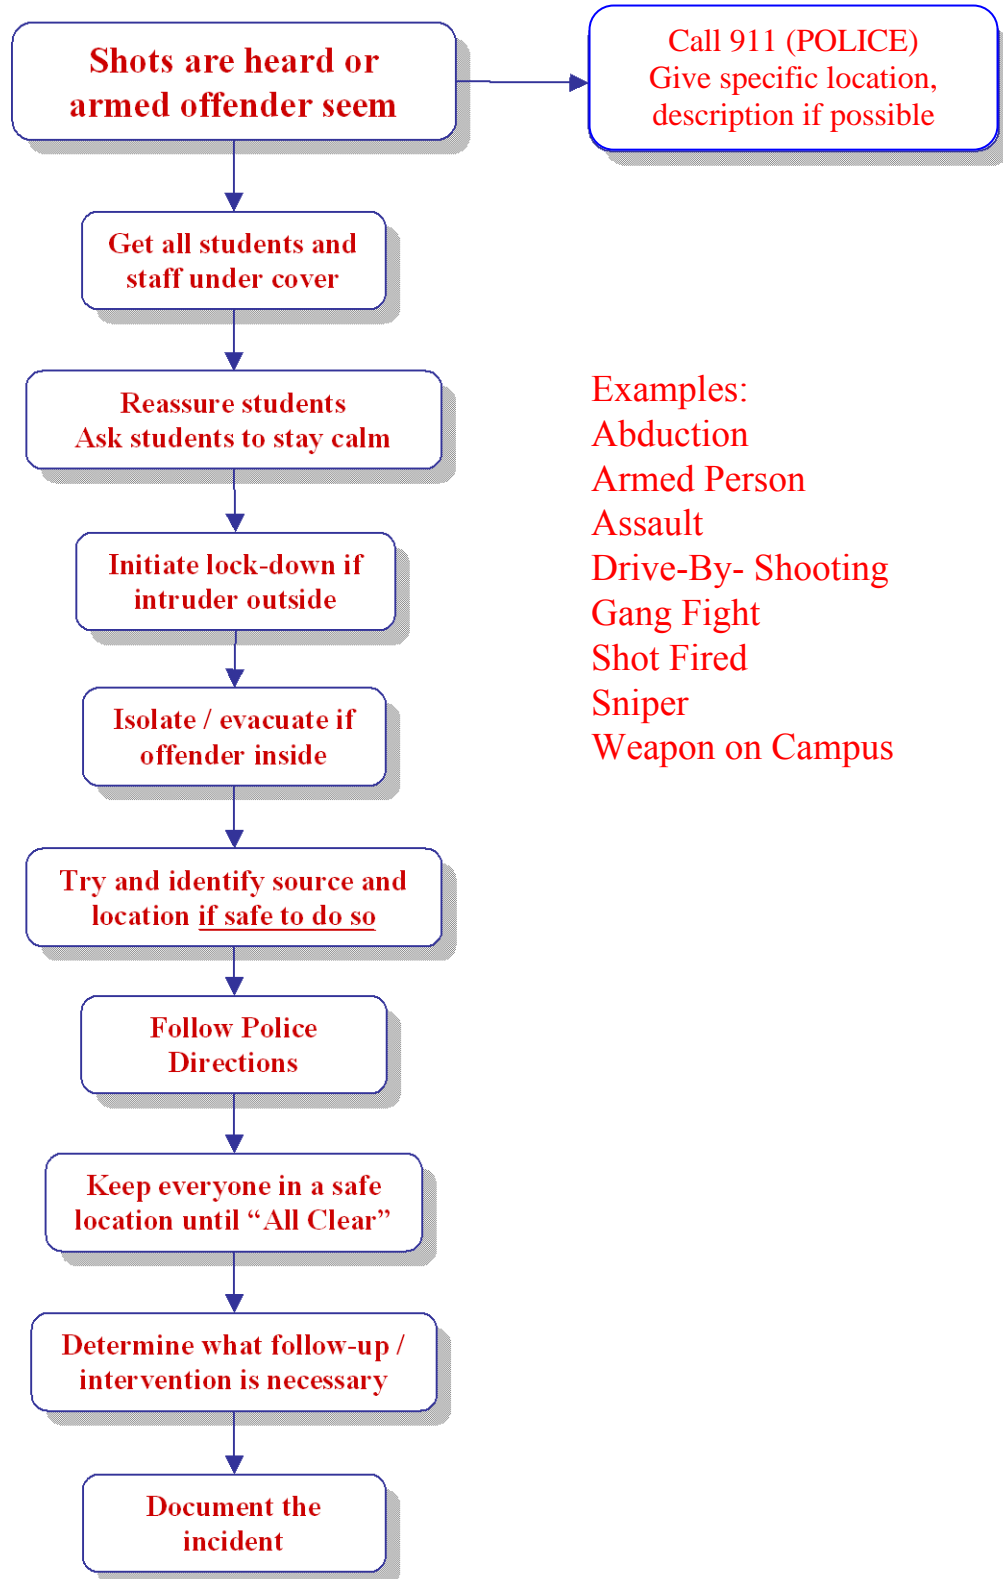 Shots are heard or
armed offender seem
Call 911 (POLICE)
Give specific location,
description if possible
Get all students and
staff under cover
Reassure students
Ask students to stay calm
Initiate lock-down if
intruder outside
Isolate / evacuate if
offender inside
Try and identify source and
location if safe to do so
Follow Police
Directions
Keep everyone in a safe
location until “All Clear”
Determine what follow-up /
intervention is necessary
Document the
incident
Examples:
Abduction
Armed Person
Assault
Drive-By- Shooting
Gang Fight
Shot Fired
Sniper
Weapon on Campus